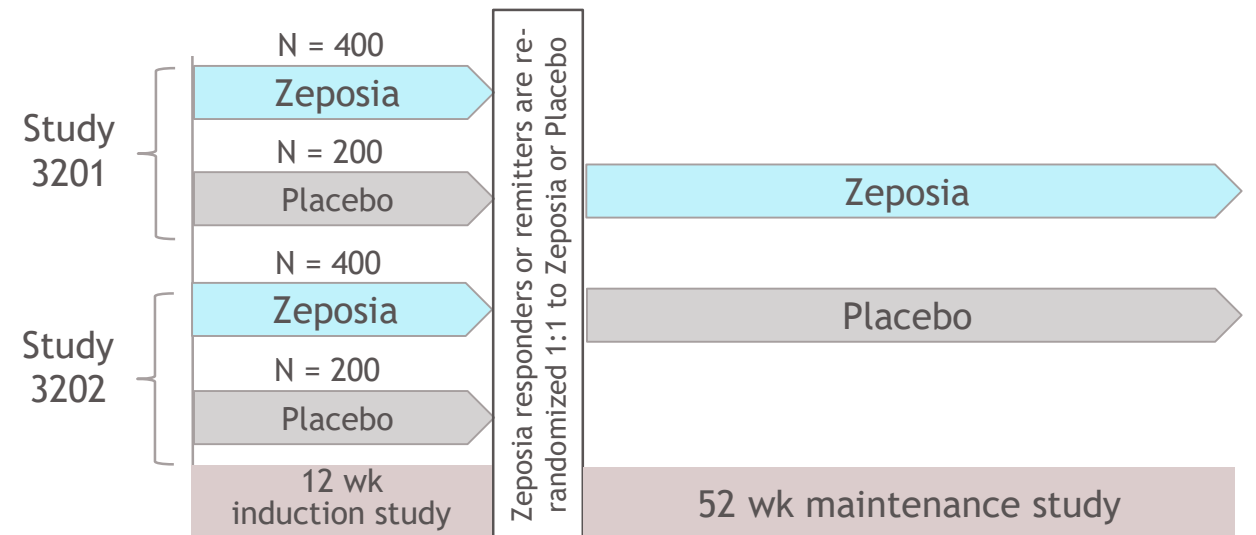 Study
3201
N = 400
Zeposia
N = 200
Placebo
Study
3202
N = 400
Zeposia
N = 200
Placebo
12 wk
induction study
Zeposia responders or remitters are re-
randomized 1:1 to Zeposia or Placebo
Zeposia
Placebo
52 wk maintenance study